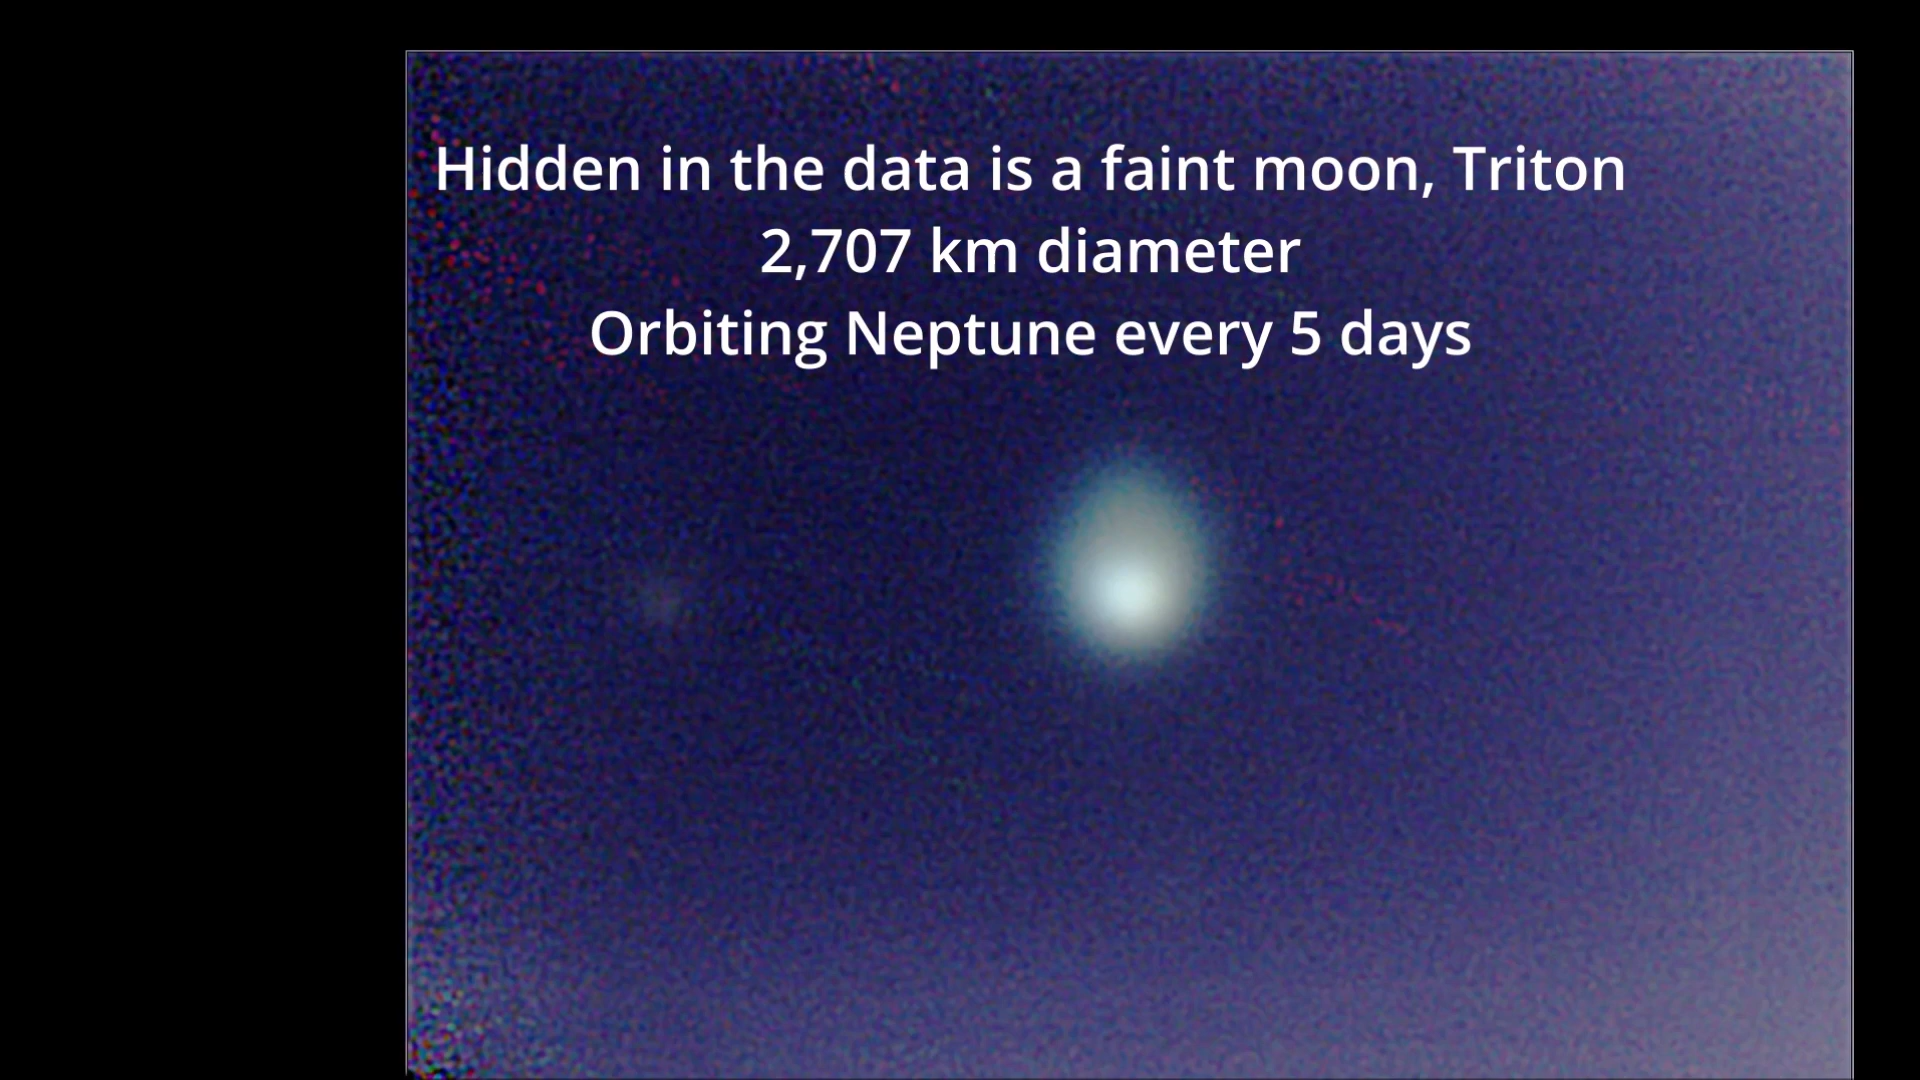 Hidden in the data is a faint moon, Triton
2,707 km diameter
Orbiting Neptune every 5 days